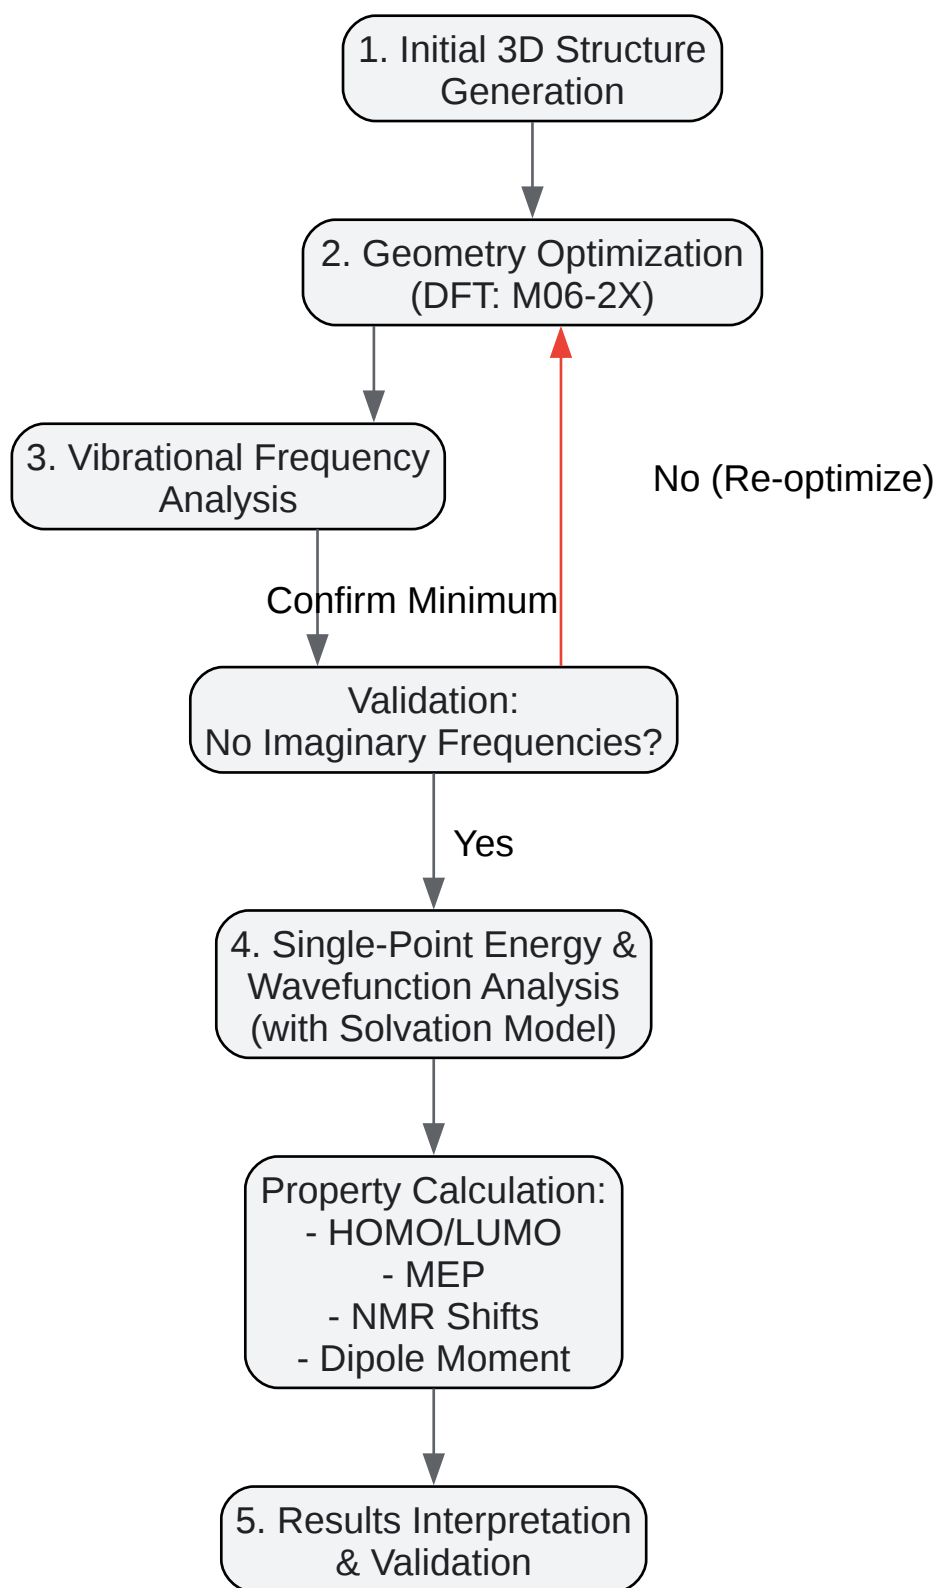 1. Initial 3D Structure
Generation
2. Geometry Optimization
(DFT: M06-2X)
3. Vibrational Frequency
Analysis
No (Re-optimize)
Confirm Minimum
Validation:
No Imaginary Frequencies?
Yes
4. Single-Point Energy &
Wavefunction Analysis
(with Solvation Model)
Property Calculation:
- HOMO/LUMO
- MEP
- NMR Shifts
- Dipole Moment
5. Results Interpretation
& Validation